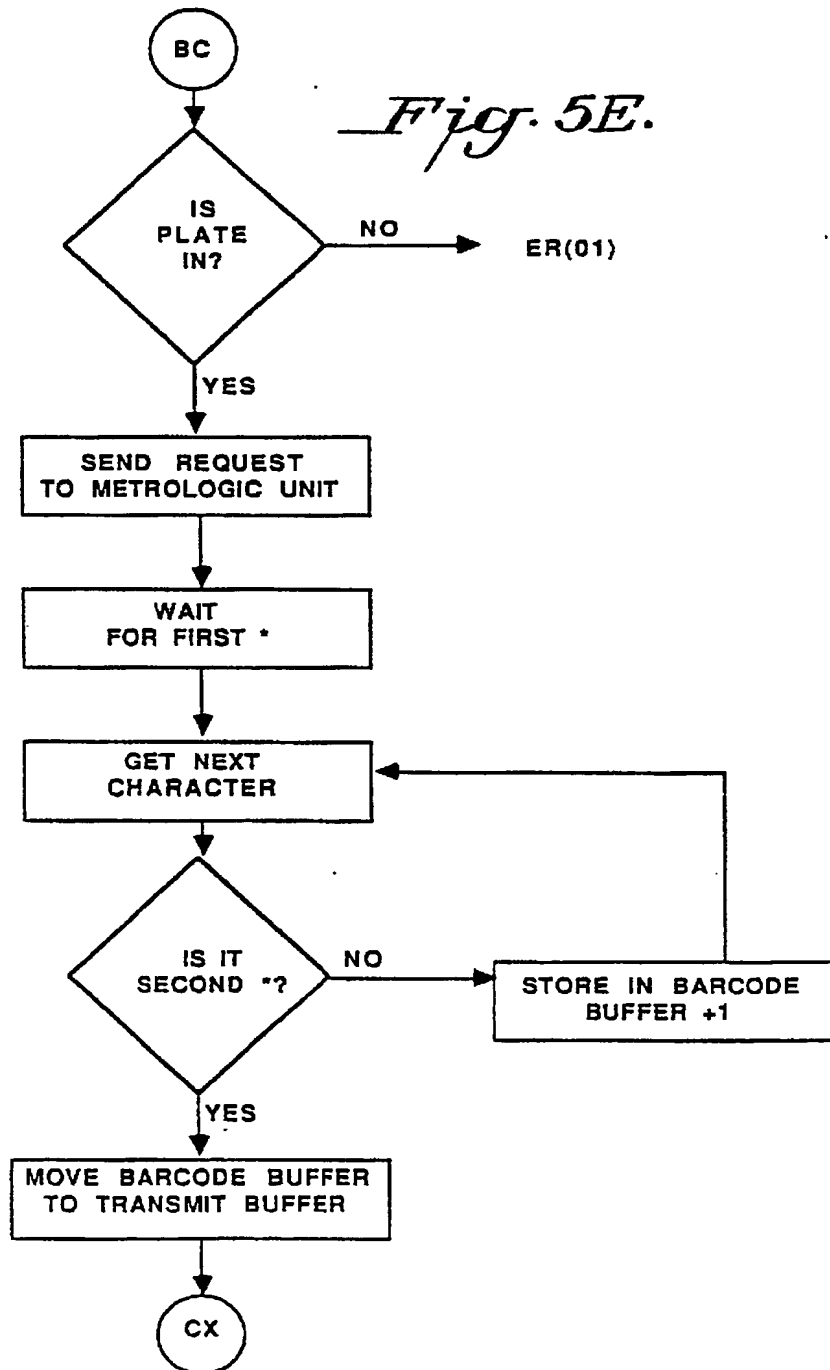 BC
Fig. 5E.
IS
PLATE
IN?
NO
ER(01)
YES
SEND REQUEST
TO METROLOGIC UNIT
WAIT
FOR FIRST *
GET NEXT
CHARACTER
IS IT
SECOND *?
NO
STORE IN BARCODE
BUFFER +1
YES
MOVE BARCODE BUFFER
TO TRANSMIT BUFFER
CX